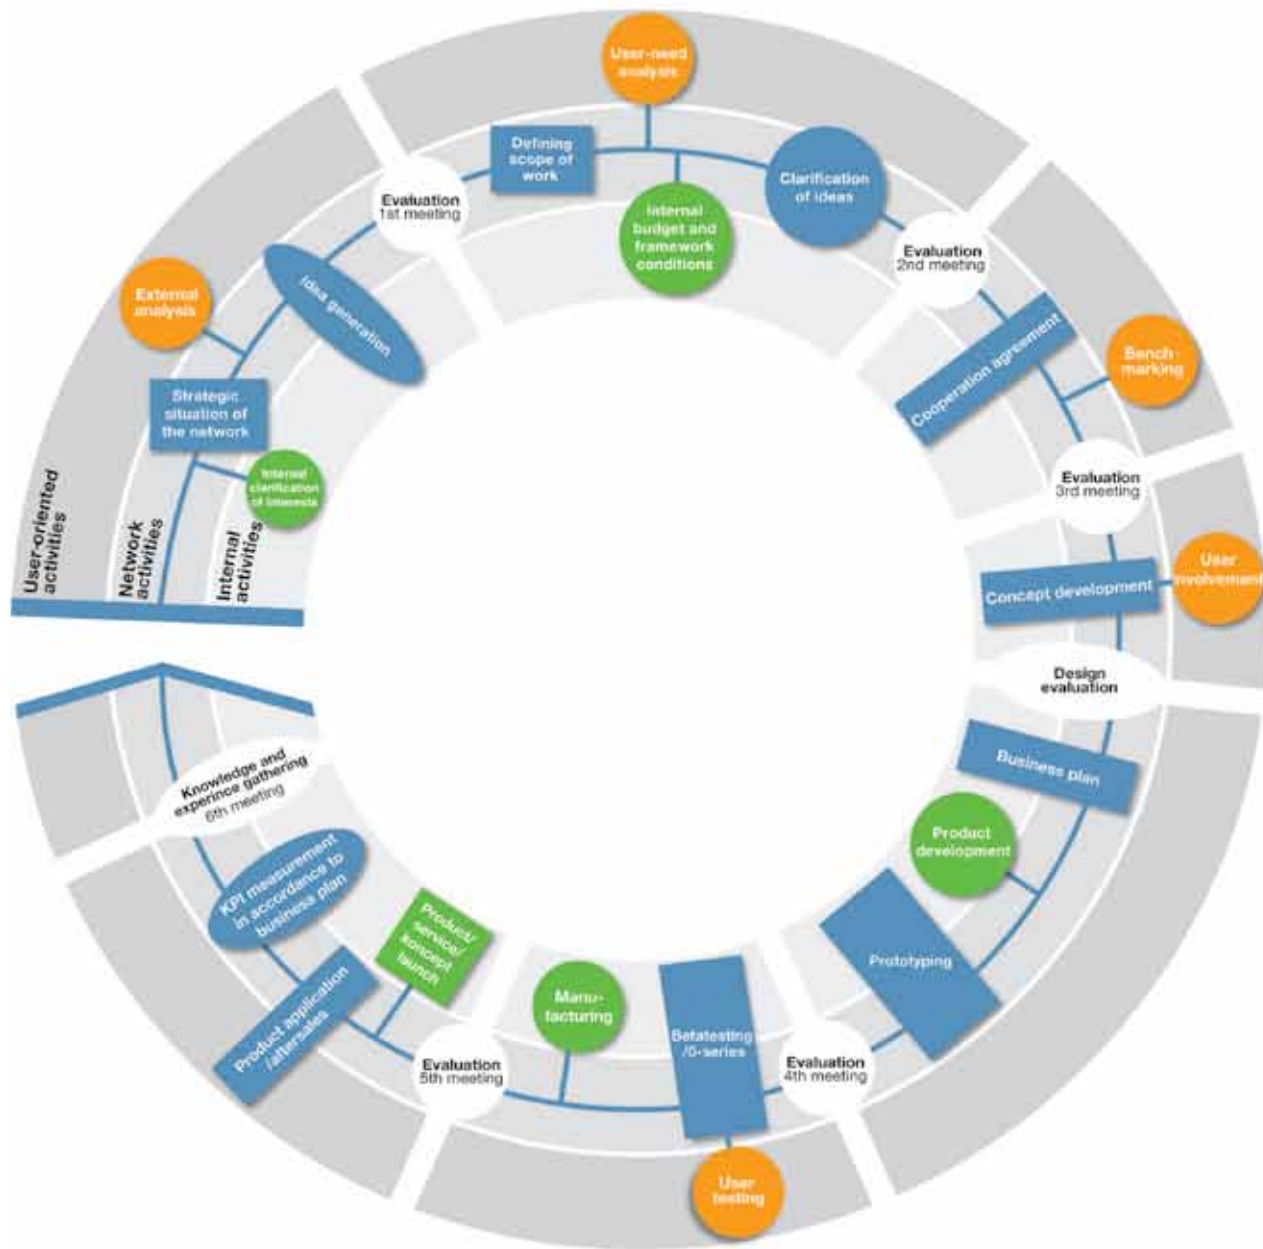 User-oriented
activities
Network
activities
Internal
activities
Internal
clarification
of interests
Strategic
situation of
the network
External
analysis
Idea generation
Evaluation
1st meeting
Defining
scope of
work
User-need
analysis
Internal
budget and
framework
conditions
Clarification
of ideas
Evaluation
2nd meeting
Cooperation agreement
Bench-
marking
Evaluation
3rd meeting
Concept development
User
involvement
Design
evaluation
Business plan
Product
development
Prototyping
Evaluation
4th meeting
Betatesting
/0-series
User
testing
Manu-
facturing
Evaluation
5th meeting
Product/
service/
koncept
launch
Product application
/aftersales
KPI measurement
in accordance to
business plan
Knowledge and
experince gathering
6th meeting